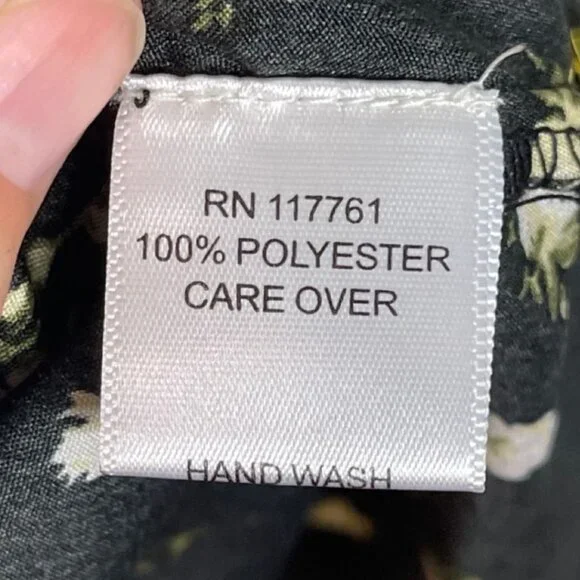 RN 117761
100% POLYESTER
CARE OVER
HAND WASH